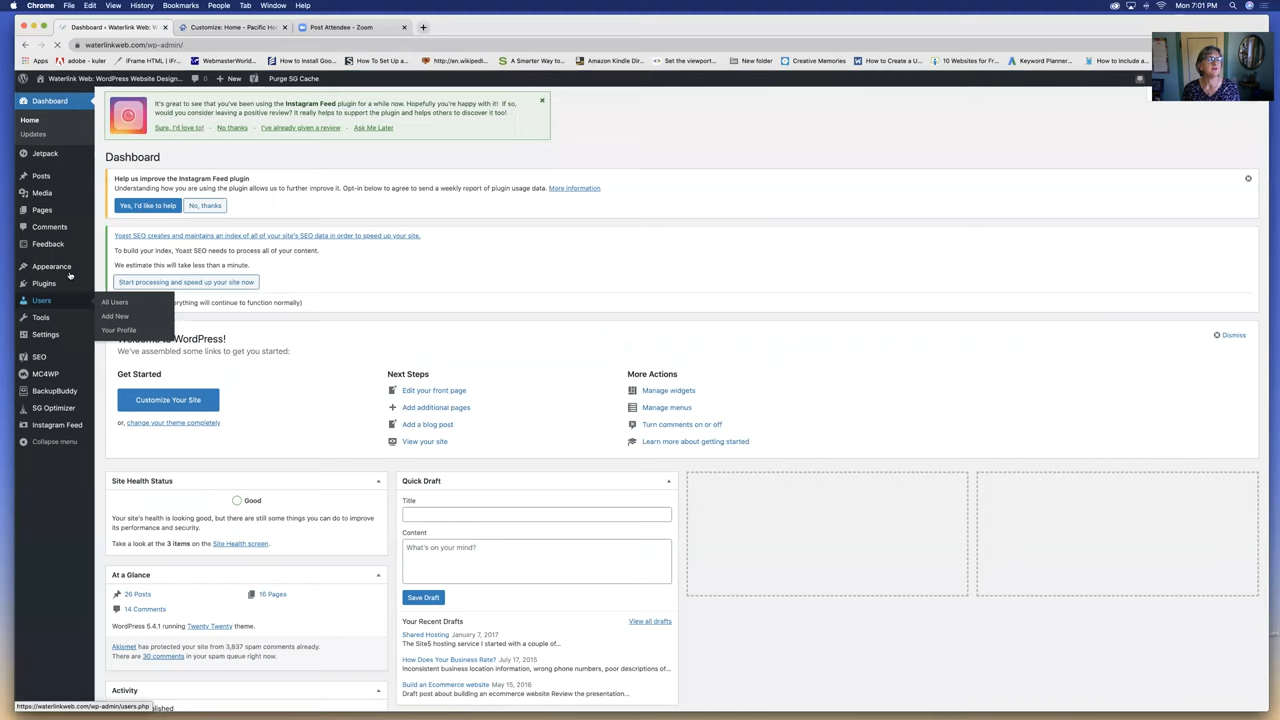 Chrome File Edit View History Bookmarks People Tab Window Help
Mon 7:01 PM
Dashboard ‹ Waterlink Web: W
Customize: Home - Pacific Ho
Post Attendee - Zoom
waterlinkweb.com/wp-admin/
Apps adobe - kuler iFrame HTML (iFr... WebmasterWorld... How to Install Goo... How To Set Up a... http://en.wikipedi... A Smarter Way to... Amazon Kindle Dir... Set the viewport... New folder Creative Memories How to Create a U... 10 Websites for Fr... Keyword Planner... How to Include a...
Waterlink Web: WordPress Website Design... 0 New Purge SG Cache
Dashboard
Home
Updates
Jetpack
Posts
Media
Pages
Comments
Feedback
Appearance
Plugins
Users
Tools
Settings
SEO
MC4WP
BackupBuddy
SG Optimizer
Instagram Feed
Collapse menu
All Users
Add New
Your Profile
It's great to see that you've been using the Instagram Feed plugin for a while now. Hopefully you're happy with it! If so,
would you consider leaving a positive review? It really helps to support the plugin and helps others to discover it too!
Sure, I'd love to! No thanks I've already given a review Ask Me Later
Dashboard
Help us improve the Instagram Feed plugin
Understanding how you are using the plugin allows us to further improve it. Opt-in below to agree to send a weekly report of plugin usage data. More information
Yes, I'd like to help No, thanks
Yoast SEO creates and maintains an index of all of your site's SEO data in order to speed up your site.
To build your index, Yoast SEO needs to process all of your content.
We estimate this will take less than a minute.
Start processing and speed up your site now
everything will continue to function normally)
WordPress!
We've assembled some links to get you started:
Dismiss
Get Started
Customize Your Site
or, change your theme completely
Next Steps
Edit your front page
Add additional pages
Add a blog post
View your site
More Actions
Manage widgets
Manage menus
Turn comments on or off
Learn more about getting started
Site Health Status
Good
Your site's health is looking good, but there are still some things you can do to improve
its performance and security.
Take a look at the 3 items on the Site Health screen.
At a Glance
26 Posts 16 Pages
14 Comments
WordPress 5.4.1 running Twenty Twenty theme.
Akismet has protected your site from 3,837 spam comments already.
There are 30 comments in your spam queue right now.
Activity
Quick Draft
Title
Content
What's on your mind?
Save Draft
Your Recent Drafts View all drafts
Shared Hosting January 7, 2017
The Site5 hosting service I started with a couple of...
How Does Your Business Rate? July 17, 2015
Inconsistent business location information, wrong phone numbers, poor descriptions of...
Build an Ecommerce website May 15, 2016
Draft post about building an ecommerce website Review the presentation...
https://waterlinkweb.com/wp-admin/users.php